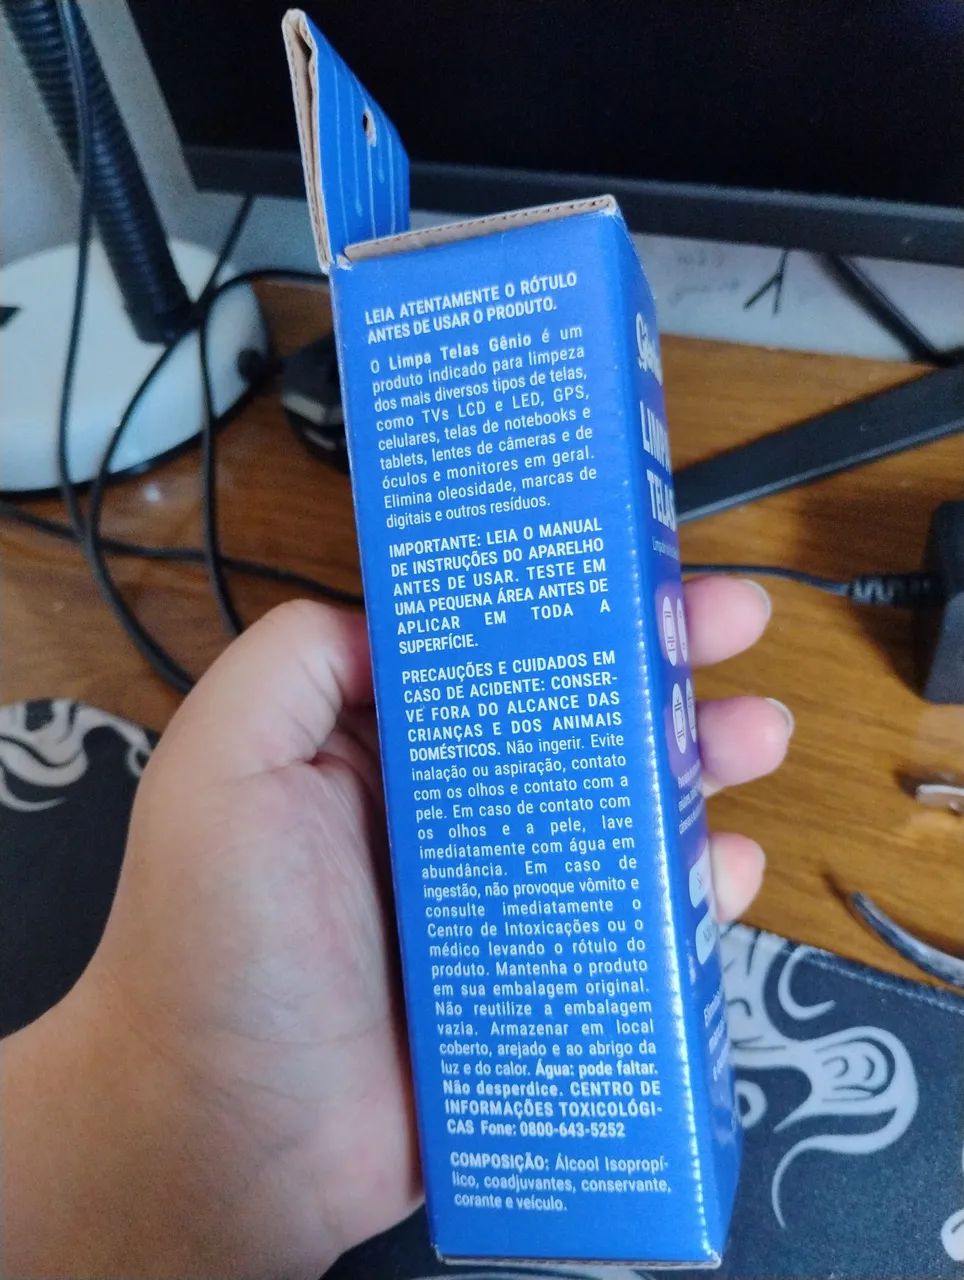 LEIA ATENTAMENTE O RÓTULO
ANTES DE USAR O PRODUTO.
O Limpa Telas Gênio é um
produto indicado para limpeza
dos mais diversos tipos de telas,
como TVs LCD e LED, GPS,
celulares, telas de notebooks e
tablets, lentes de câmeras e de
óculos e monitores em geral.
Elimina oleosidade, marcas de
digitais e outros resíduos.
IMPORTANTE: LEIA O MANUAL
DE INSTRUÇÕES DO APARELHO
ANTES DE USAR. TESTE EM
UMA PEQUENA ÁREA ANTES DE
APLICAR EM TODA A
SUPERFÍCIE.
PRECAUÇÕES E CUIDADOS EM
CASO DE ACIDENTE: CONSER-
VE FORA DO ALCANCE DAS
CRIANÇAS E DOS ANIMAIS
DOMÉSTICOS. Não ingerir. Evite
inalação ou aspiração, contato
com os olhos e contato com a
pele. Em caso de contato com
os olhos e a pele, lave
imediatamente com água em
abundância. Em caso de
ingestão, não provoque vômito e
consulte imediatamente o
Centro de Intoxicações ou o
médico levando o rótulo do
produto. Mantenha o produto
em sua embalagem original.
Não reutilize a embalagem
vazia. Armazenar em local
coberto, arejado e ao abrigo da
luz e do calor. Água: pode faltar.
Não desperdice. CENTRO DE
INFORMAÇÕES TOXICOLÓGI-
CAS Fone: 0800-643-5252
COMPOSIÇÃO: Álcool Isopropí-
lico, coadjuvantes, conservante,
corante e veículo.
LIMPA
TELAS